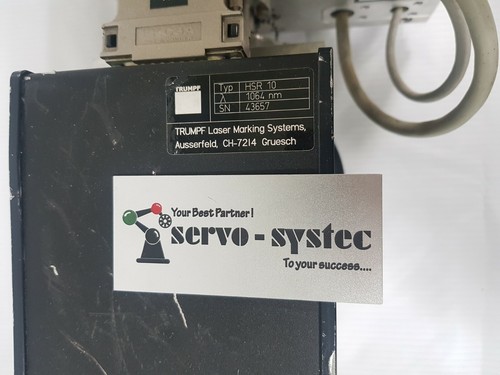 TRUMPF
Typ HSR 10
λ 1064 nm
SN 43657
TRUMPF Laser Marking Systems,
Ausserfeld, CH-7214 Gruesch
Your Best Partner!
servo-systec
To your success....